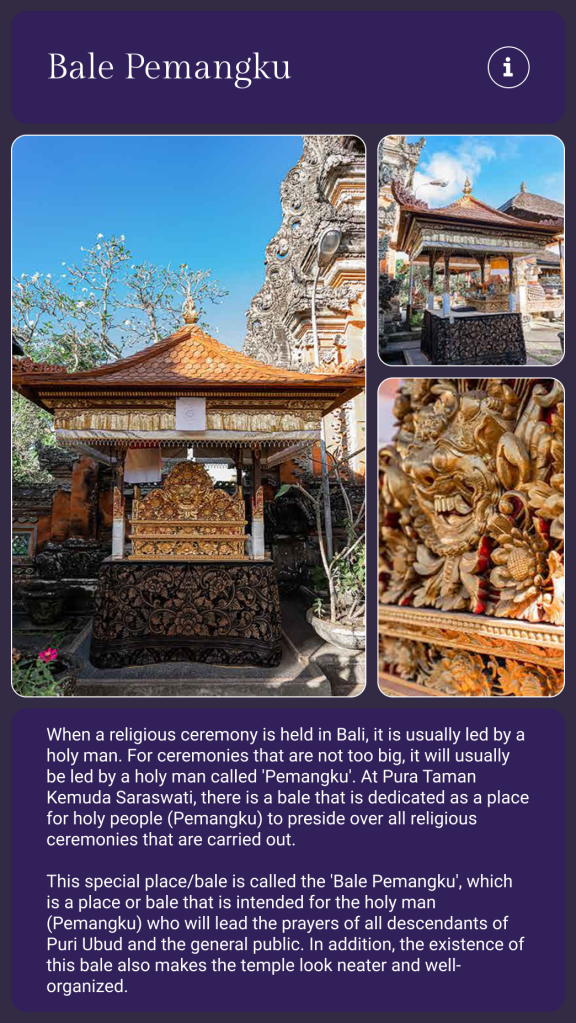 Bale Pemangku
i
When a religious ceremony is held in Bali, it is usually led by a
holy man. For ceremonies that are not too big, it will usually
be led by a holy man called 'Pemangku'. At Pura Taman
Kemuda Saraswati, there is a bale that is dedicated as a place
for holy people (Pemangku) to preside over all religious
ceremonies that are carried out.
This special place/bale is called the 'Bale Pemangku', which
is a place or bale that is intended for the holy man
(Pemangku) who will lead the prayers of all descendants of
Puri Ubud and the general public. In addition, the existence of
this bale also makes the temple look neater and well-
organized.